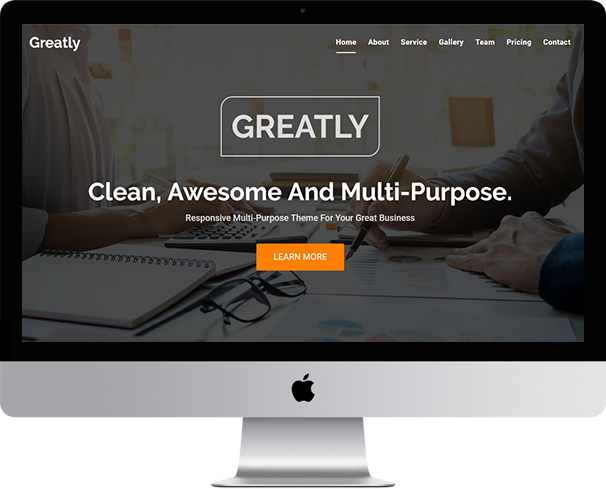 Greatly
Home About Service Gallery Team Pricing Contact
GREATLY
Clean, Awesome And Multi-Purpose.
Responsive Multi-Purpose Theme For Your Great Business
LEARN MORE